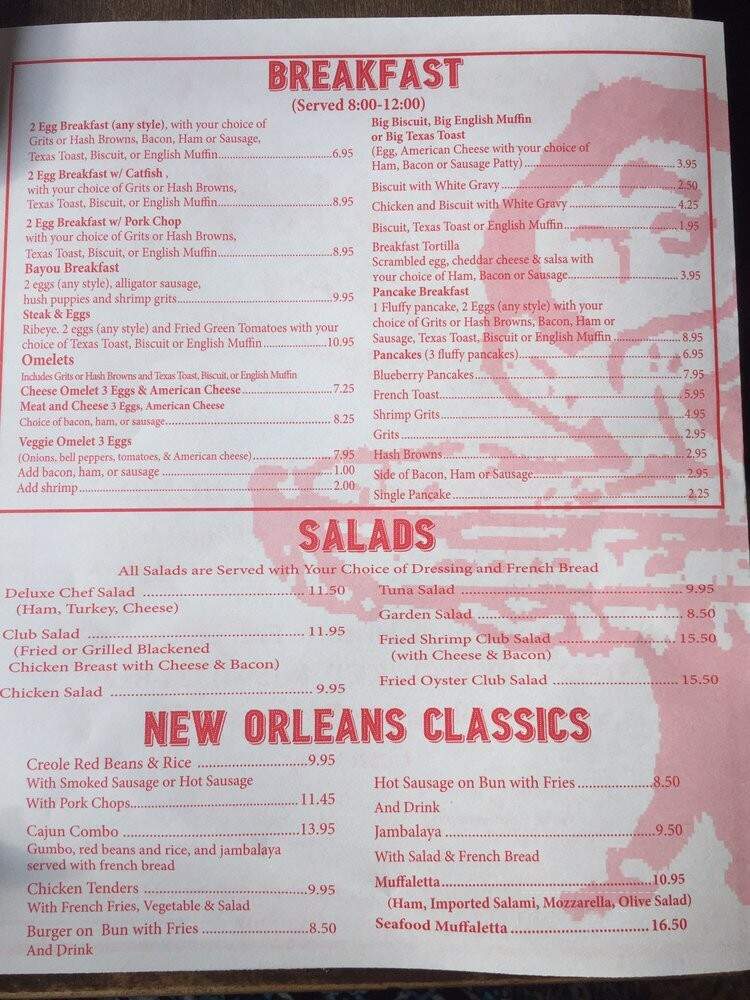 BREAKFAST
(Served 8:00-12:00)
2 Egg Breakfast (any style), with your choice of
Grits or Hash Browns, Bacon, Ham or Sausage,
Texas Toast, Biscuit, or English Muffin 6.95
2 Egg Breakfast w/ Catfish ,
with your choice of Grits or Hash Browns,
Texas Toast, Biscuit, or English Muffin 8.95
2 Egg Breakfast w/ Pork Chop
with your choice of Grits or Hash Browns,
Texas Toast, Biscuit, or English Muffin 8.95
Bayou Breakfast
2 eggs (any style), alligator sausage,
hush puppies and shrimp grits 9.95
Steak & Eggs
Ribeye. 2 eggs (any style) and Fried Green Tomatoes with your
choice of Texas Toast, Biscuit or English Muffin 10.95
Omelets
Includes Grits or Hash Browns and Texas Toast, Biscuit, or English Muffin
Cheese Omelet 3 Eggs & American Cheese 7.25
Meat and Cheese 3 Eggs, American Cheese
Choice of bacon, ham, or sausage 8.25
Veggie Omelet 3 Eggs
(Onions, bell peppers, tomatoes, & American cheese) 7.95
Add bacon, ham, or sausage 1.00
Add shrimp 2.00
Big Biscuit, Big English Muffin
or Big Texas Toast
(Egg, American Cheese with your choice of
Ham, Bacon or Sausage Patty) 3.95
Biscuit with White Gravy 2.50
Chicken and Biscuit with White Gravy 4.25
Biscuit, Texas Toast or English Muffin 1.95
Breakfast Tortilla
Scrambled egg, cheddar cheese & salsa with
your choice of Ham, Bacon or Sausage 3.95
Pancake Breakfast
1 Fluffy pancake, 2 Eggs (any style) with your
choice of Grits or Hash Browns, Bacon, Ham or
Sausage, Texas Toast, Biscuit or English Muffin 8.95
Pancakes (3 fluffy pancakes) 6.95
Blueberry Pancakes 7.95
French Toast 5.95
Shrimp Grits 4.95
Grits 2.95
Hash Browns 2.95
Side of Bacon, Ham or Sausage 2.95
Single Pancake 2.25
SALADS
All Salads are Served with Your Choice of Dressing and French Bread
Deluxe Chef Salad 11.50
(Ham, Turkey, Cheese)
Club Salad 11.95
(Fried or Grilled Blackened
Chicken Breast with Cheese & Bacon)
Chicken Salad 9.95
Tuna Salad 9.95
Garden Salad 8.50
Fried Shrimp Club Salad 15.50
(with Cheese & Bacon)
Fried Oyster Club Salad 15.50
NEW ORLEANS CLASSICS
Creole Red Beans & Rice 9.95
With Smoked Sausage or Hot Sausage
With Pork Chops 11.45
Cajun Combo 13.95
Gumbo, red beans and rice, and jambalaya
served with french bread
Chicken Tenders 9.95
With French Fries, Vegetable & Salad
Burger on Bun with Fries 8.50
And Drink
Hot Sausage on Bun with Fries 8.50
And Drink
Jambalaya 9.50
With Salad & French Bread
Muffaletta 10.95
(Ham, Imported Salami, Mozzarella, Olive Salad)
Seafood Muffaletta 16.50